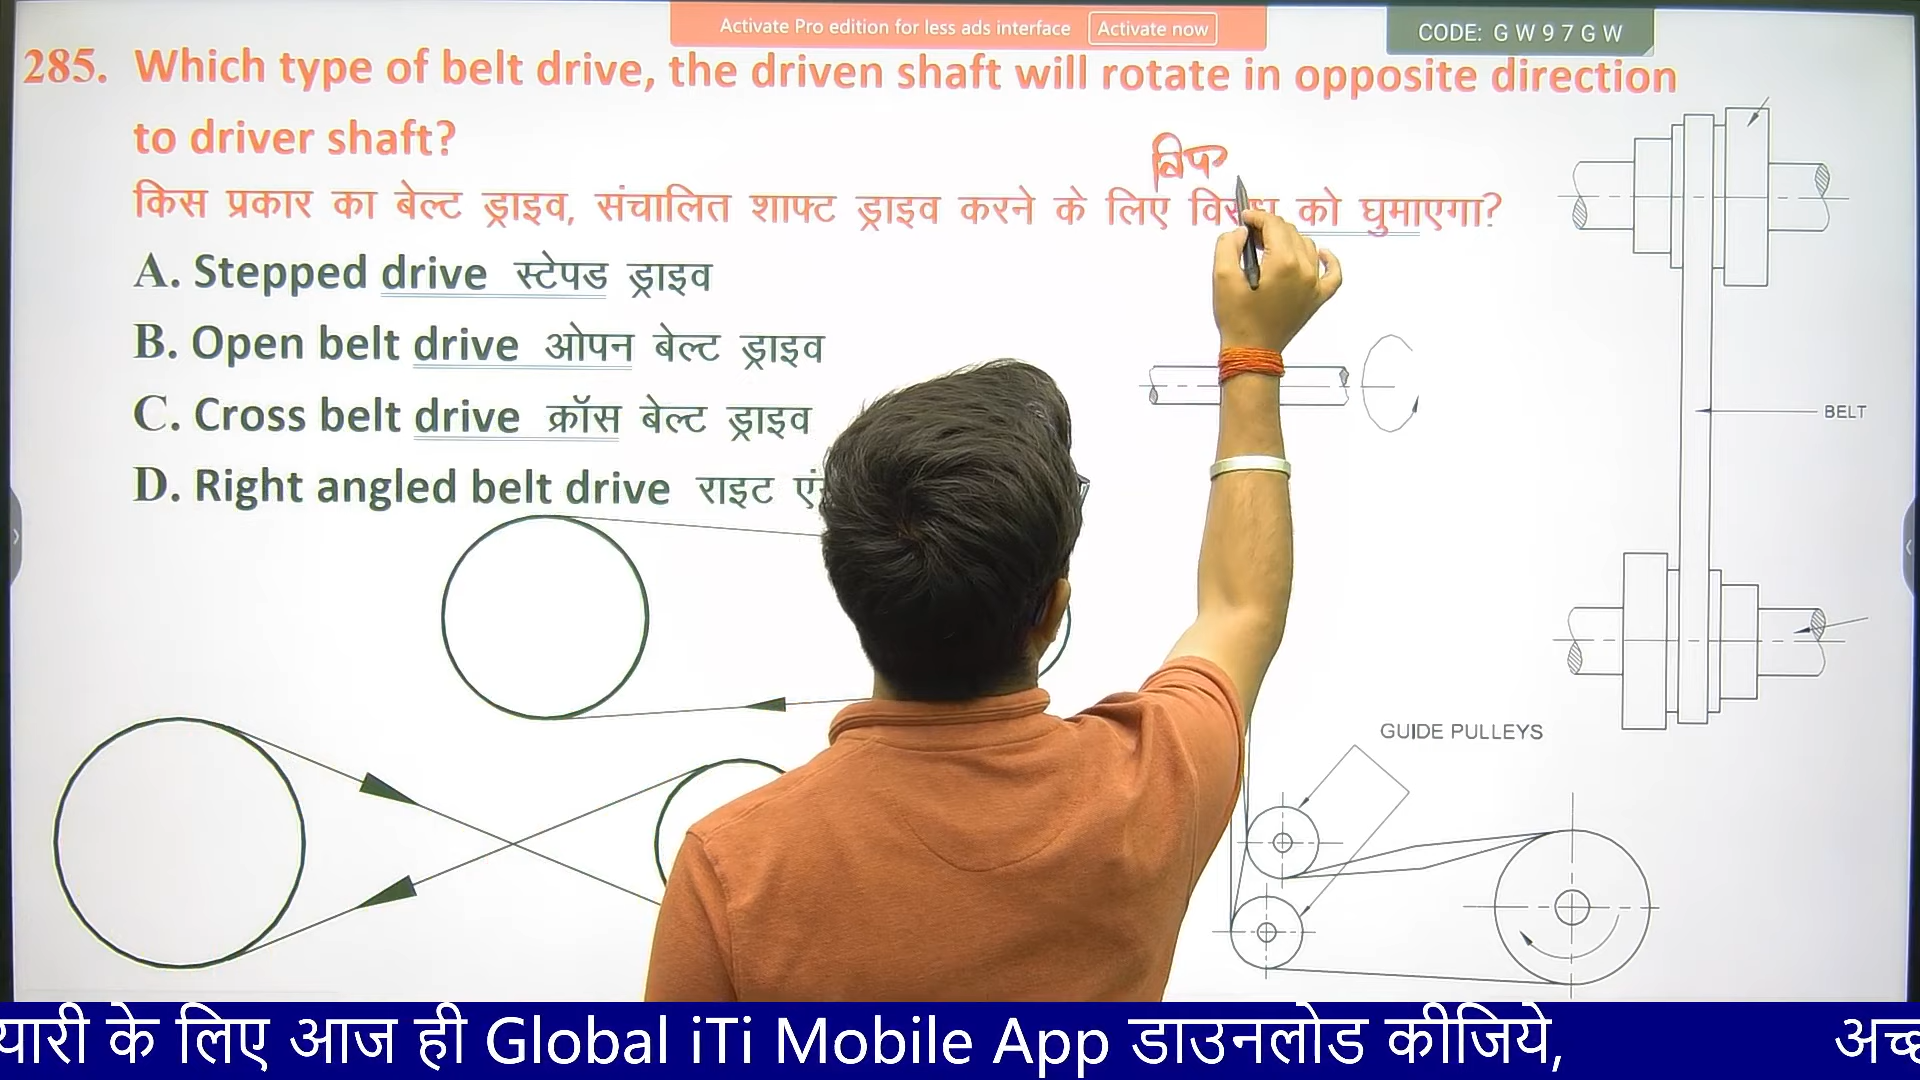 Activate Pro edition for less ads interface Activate now
CODE: G W 9 7 G W
285. Which type of belt drive, the driven shaft will rotate in opposite direction
to driver shaft?
विप
किस प्रकार का बेल्ट ड्राइव, संचालित शाफ्ट ड्राइव करने के लिए को घुमाएगा?
A. Stepped drive स्टेपड ड्राइव
B. Open belt drive ओपन बेल्ट ड्राइव
C. Cross belt drive क्रॉस बेल्ट ड्राइव
D. Right angled belt drive राइट
BELT
GUIDE PULLEYS
यारी के लिए आज ही Global iTi Mobile App डाउनलोड कीजिये, अच्छ